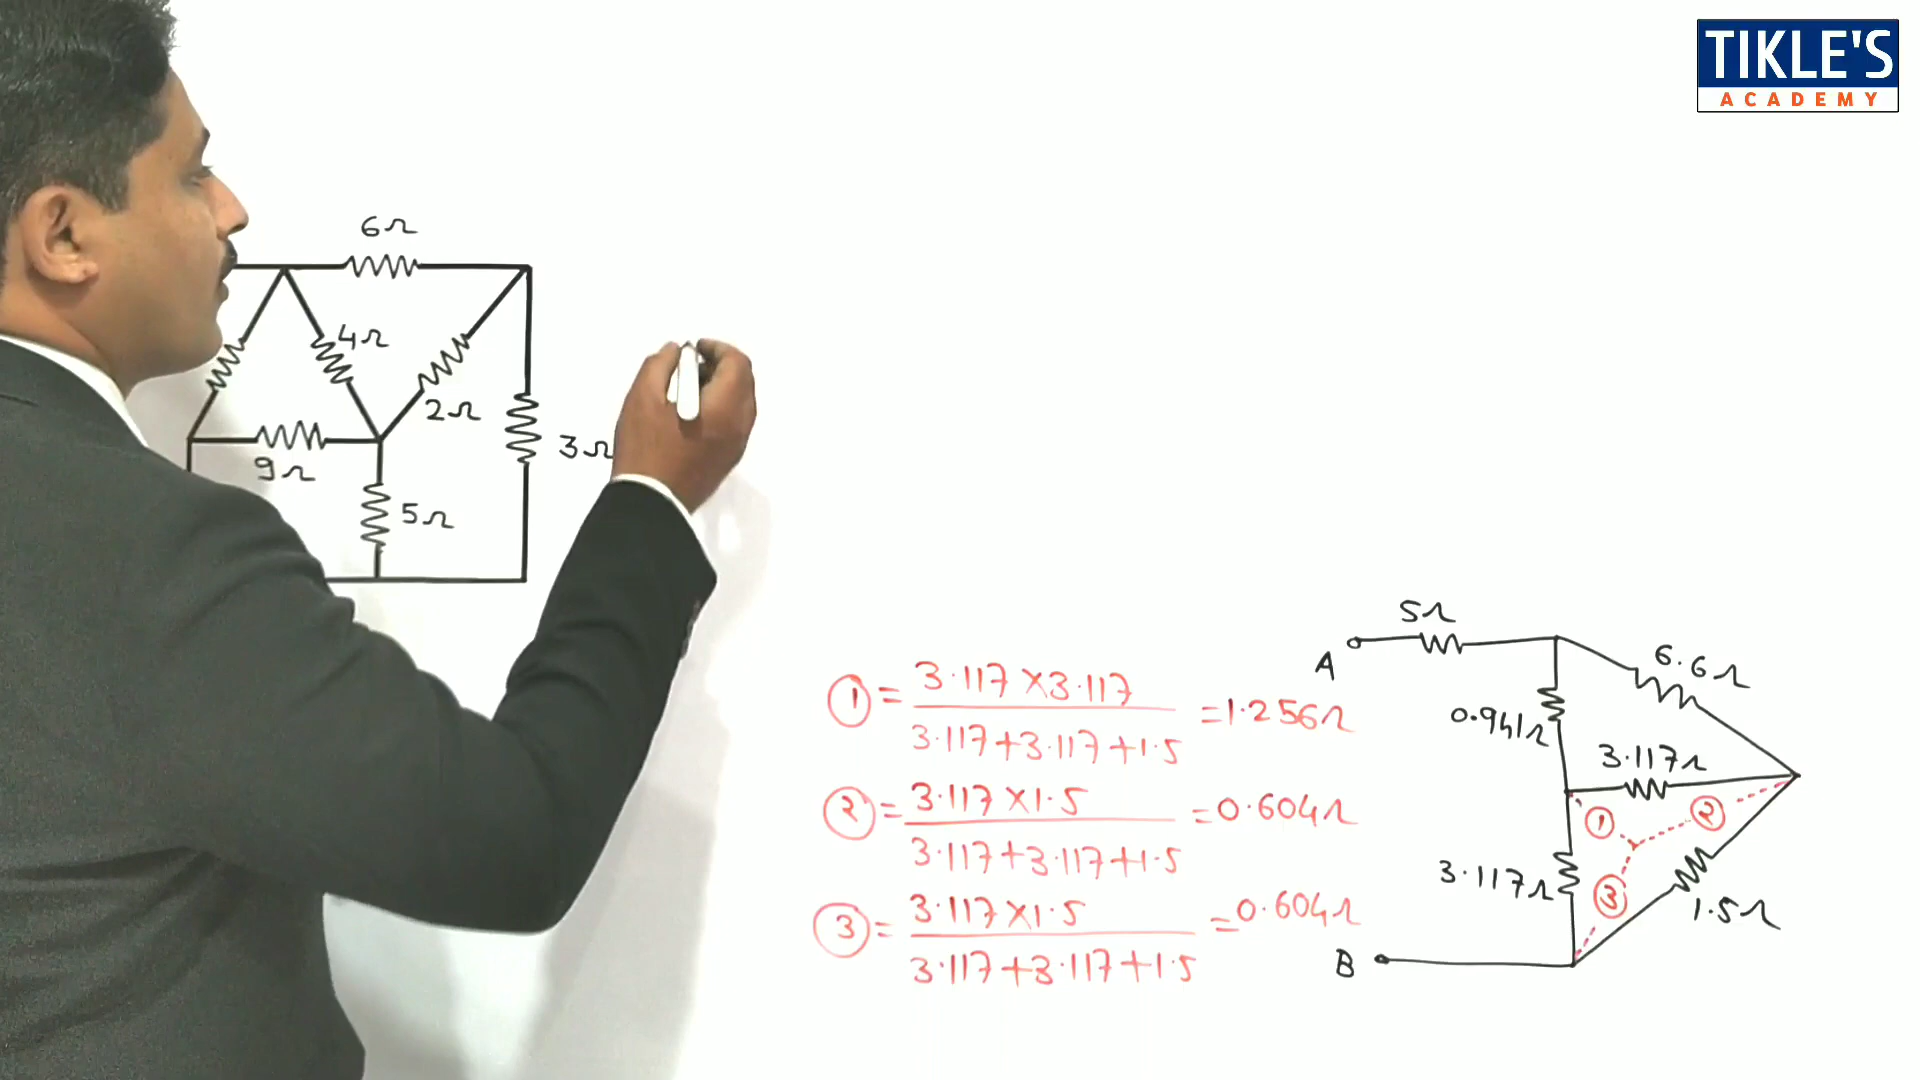 TIKLE'S
ACADEMY
6Ω
4Ω
2Ω
3Ω
9Ω
5Ω
① = 3.117 × 3.117 / 3.117 + 3.117 + 1.5 = 1.256Ω
② = 3.117 × 1.5 / 3.117 + 3.117 + 1.5 = 0.604Ω
③ = 3.117 × 1.5 / 3.117 + 3.117 + 1.5 = 0.604Ω
5Ω
A
6.6Ω
0.941Ω
3.117Ω
① ②
3.117Ω
③
1.5Ω
B